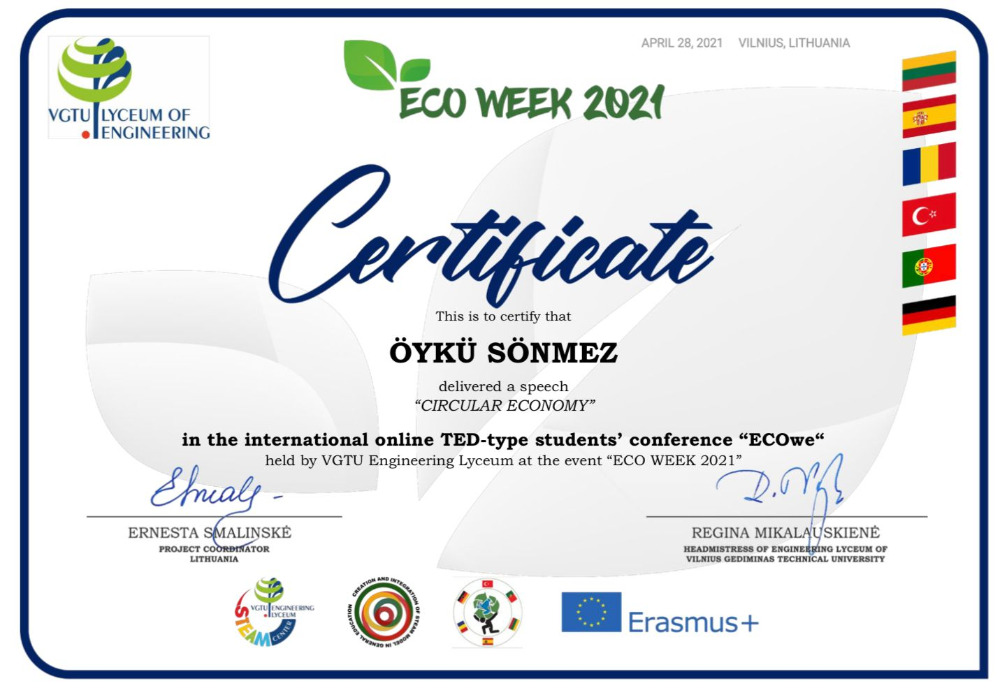 APRIL 28, 2021 VILNIUS, LITHUANIA
VGTU LYCEUM OF
ENGINEERING
ECO WEEK 2021
Certificate
This is to certify that
ÖYKÜ SÖNMEZ
delivered a speech
“CIRCULAR ECONOMY”
in the international online TED-type students’ conference “ECOwe“
held by VGTU Engineering Lyceum at the event “ECO WEEK 2021”
ERNESTA SMALINSKĖ
PROJECT COORDINATOR
LITHUANIA
REGINA MIKALAUSKIENĖ
HEADMISTRESS OF ENGINEERING LYCEUM OF
VILNIUS GEDIMINAS TECHNICAL UNIVERSITY
VGTU ENGINEERING
LYCEUM
STEAM CENTER
CREATION AND INTEGRATION OF STEAM MODEL IN GENERAL EDUCATION
Erasmus+